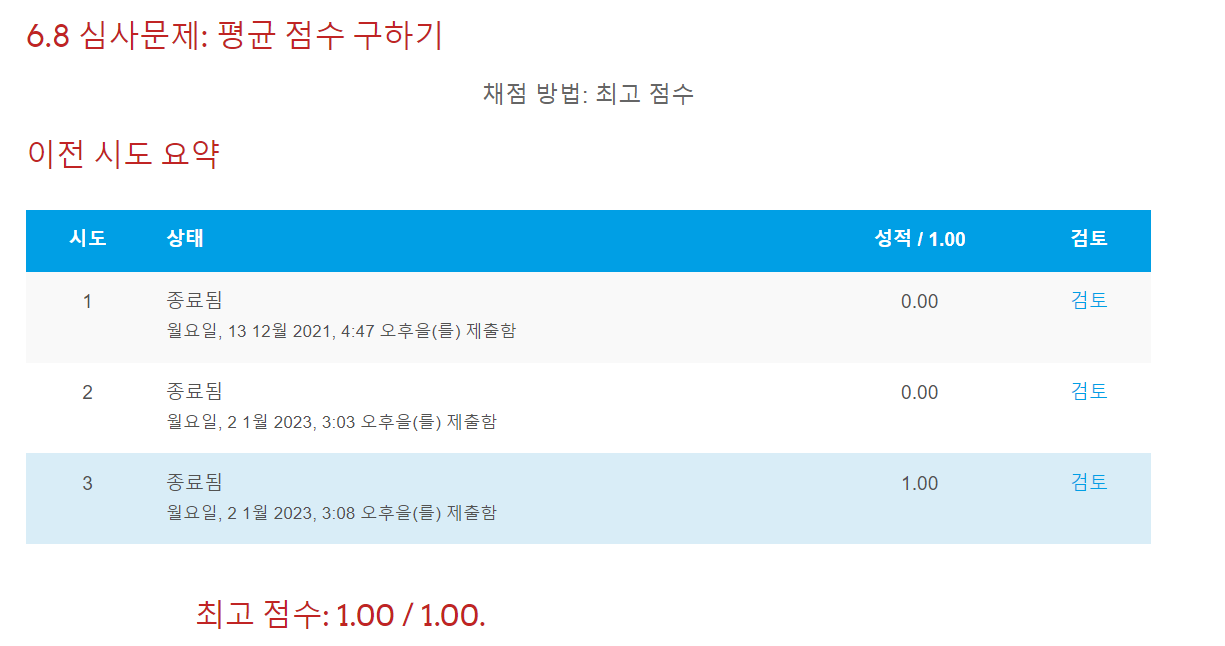 6.8 심사문제: 평균 점수 구하기
채점 방법: 최고 점수
이전 시도 요약
시도 상태 성적 / 1.00 검토
1 종료됨 0.00 검토
월요일, 13 12월 2021, 4:47 오후을(를) 제출함
2 종료됨 0.00 검토
월요일, 2 1월 2023, 3:03 오후을(를) 제출함
3 종료됨 1.00 검토
월요일, 2 1월 2023, 3:08 오후을(를) 제출함
최고 점수: 1.00 / 1.00.